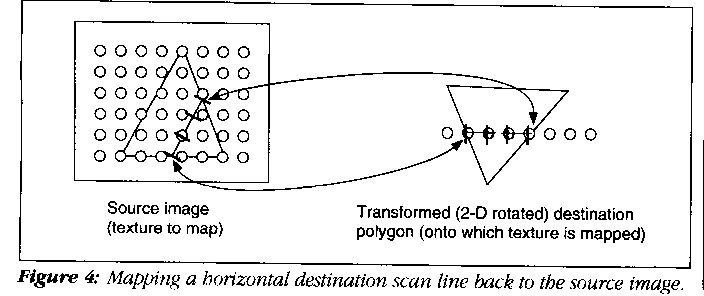 Source image
(texture to map)
Transformed (2-D rotated) destination
polygon (onto which texture is mapped)
Figure 4: Mapping a horizontal destination scan line back to the source image.